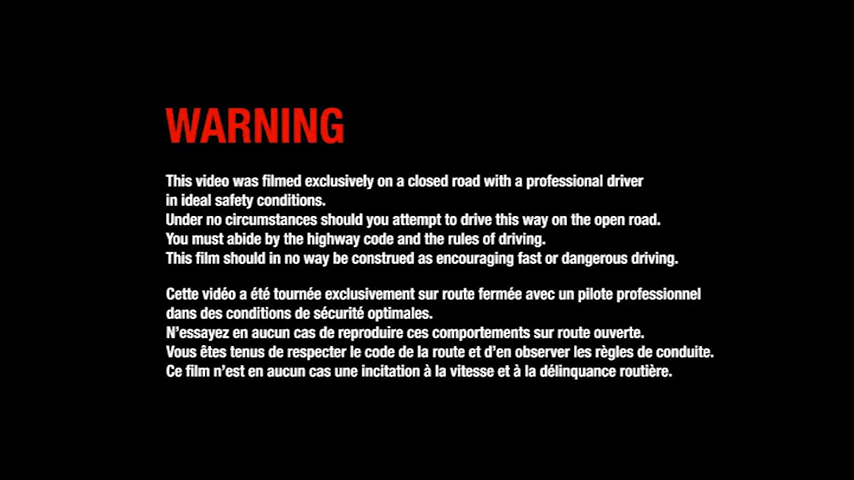 WARNING
This video was filmed exclusively on a closed road with a professional driver
in ideal safety conditions.
Under no circumstances should you attempt to drive this way on the open road.
You must abide by the highway code and the rules of driving.
This film should in no way be construed as encouraging fast or dangerous driving.
Cette vidéo a été tournée exclusivement sur route fermée avec un pilote professionnel
dans des conditions de sécurité optimales.
N'essayez en aucun cas de reproduire ces comportements sur route ouverte.
Vous êtes tenus de respecter le code de la route et d'en observer les règles de conduite.
Ce film n'est en aucun cas une incitation à la vitesse et à la délinquance routière.